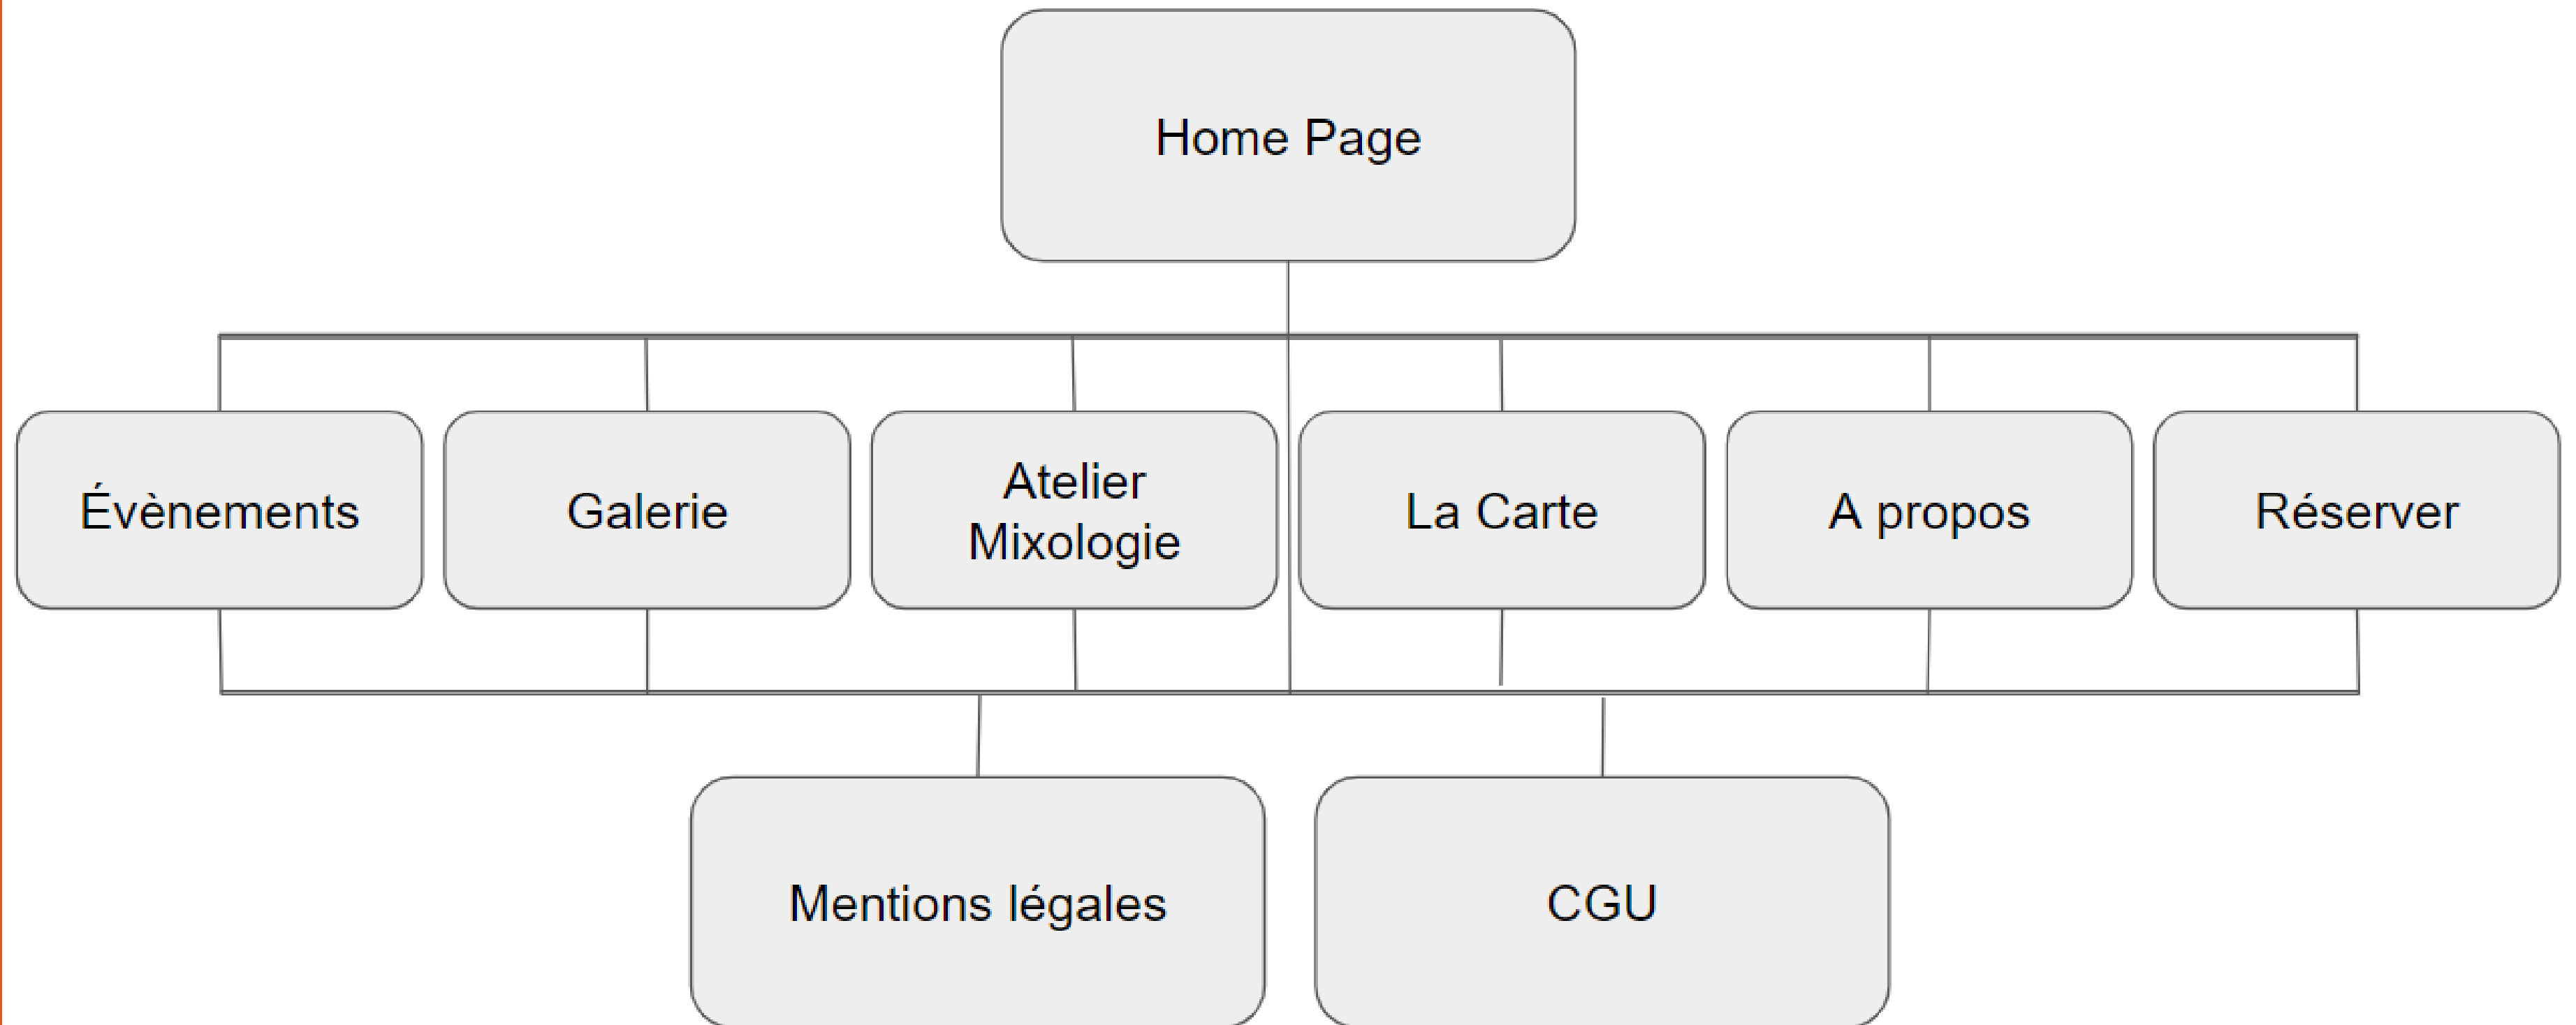 Home Page
Évènements
Galerie
Atelier
Mixologie
La Carte
A propos
Réserver
Mentions légales
CGU